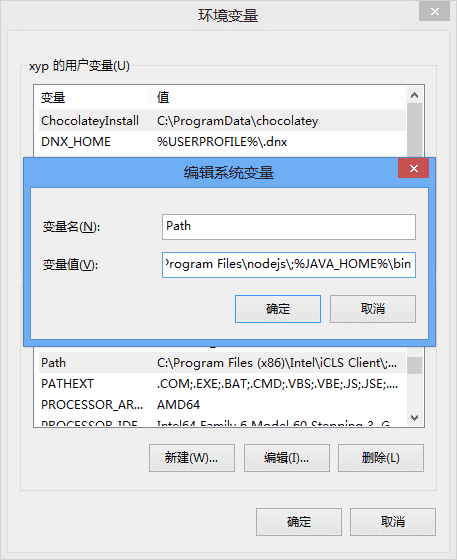 环境变量
xyp 的用户变量(U)
变量 值
ChocolateyInstall C:\ProgramData\chocolatey
DNX_HOME %USERPROFILE%\.dnx
编辑系统变量
变量名(N): Path
变量值(V): Program Files\nodejs\;%JAVA_HOME%\bin
确定 取消
Path C:\Program Files (x86)\Intel\iCLS Client\;...
PATHEXT .COM;.EXE;.BAT;.CMD;.VBS;.VBE;.JS;.JSE;....
PROCESSOR_AR... AMD64
PROCESSOR_IDE Intel64 Family 6 Model 60 Stepping 3, G
新建(W)... 编辑(I)... 删除(L)
确定 取消